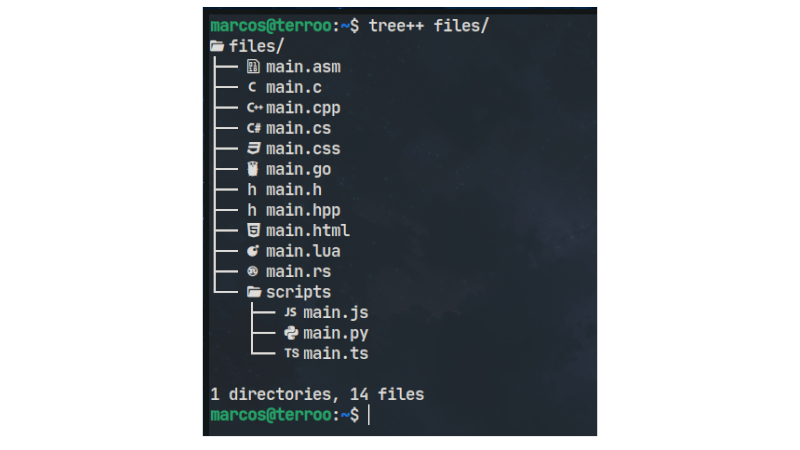 marcos@terroo:~$ tree++ files/
files/
├── main.asm
├── C main.c
├── C++ main.cpp
├── C# main.cs
├── main.css
├── main.go
├── h main.h
├── h main.hpp
├── 5 main.html
├── main.lua
├── main.rs
└── scripts
    ├── JS main.js
    ├── main.py
    └── TS main.ts
1 directories, 14 files
marcos@terroo:~$